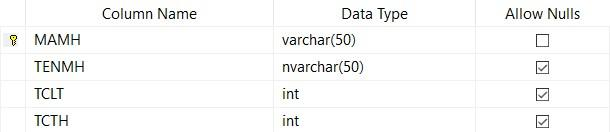 Column Name Data Type Allow Nulls
MAMH varchar(50)
TENMH nvarchar(50)
TCLT int
TCTH int